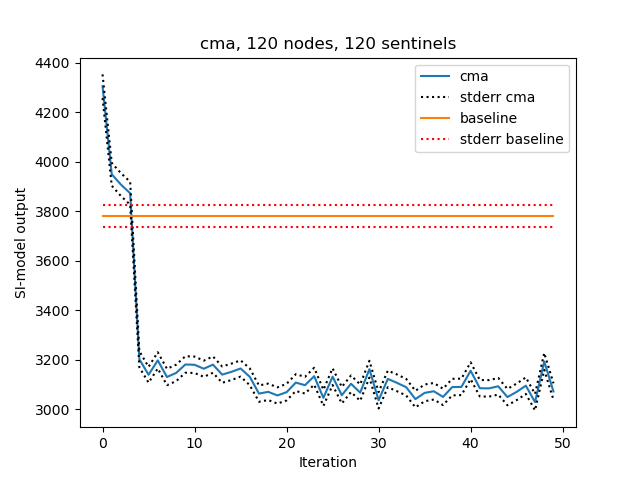 cma, 120 nodes, 120 sentinels
4400
4200
4000
3800
3600
3400
3200
3000
SI-model output
cma
stderr cma
baseline
stderr baseline
0
10
20
30
40
50
Iteration